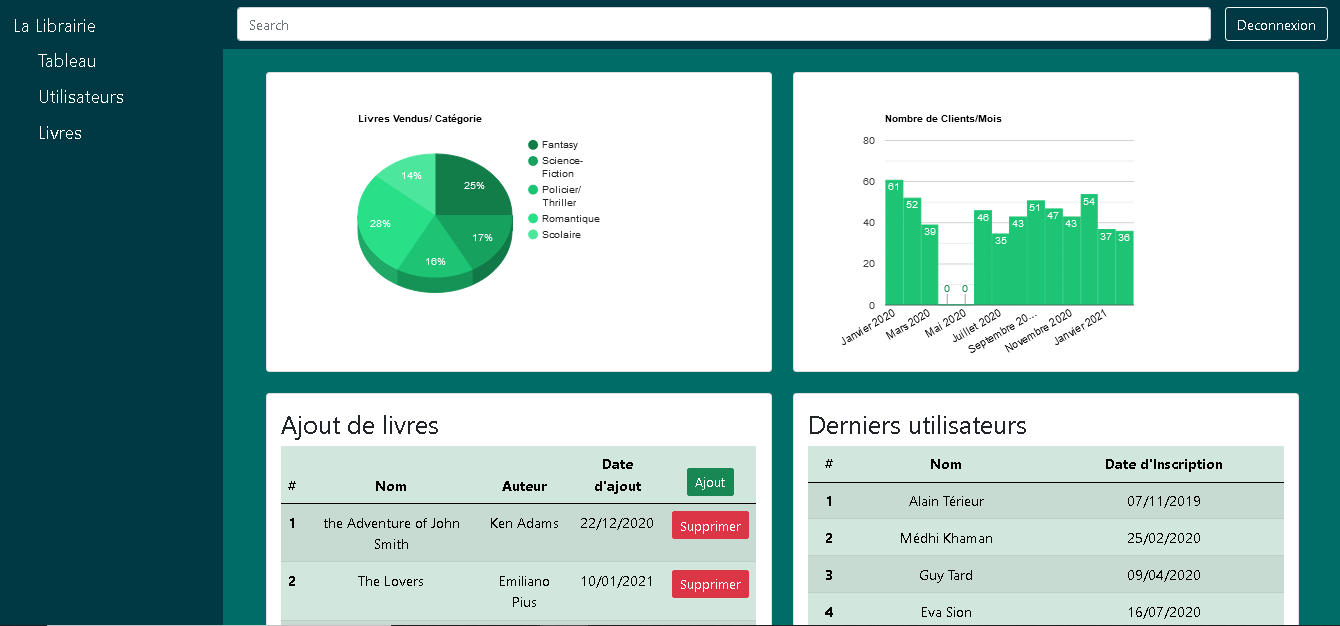 La Librairie
Tableau
Utilisateurs
Livres
Search
Deconnexion
Livres Vendus/ Catégorie
25%
17%
16%
28%
14%
Fantasy
Science-
Fiction
Policier/
Thriller
Romantique
Scolaire
Nombre de Clients/Mois
80
60
40
20
0
61
52
39
0
0
46
35
43
51
47
43
54
37
36
Janvier 2020
Mars 2020
Mai 2020
Juillet 2020
Septembre 20...
Novembre 2020
Janvier 2021
Ajout de livres
# Nom Auteur Date
d'ajout Ajout
1 the Adventure of John Ken Adams 22/12/2020 Supprimer
Smith
2 The Lovers Emiliano 10/01/2021 Supprimer
Pius
Derniers utilisateurs
# Nom Date d'Inscription
1 Alain Térieur 07/11/2019
2 Médhi Khaman 25/02/2020
3 Guy Tard 09/04/2020
4 Eva Sion 16/07/2020